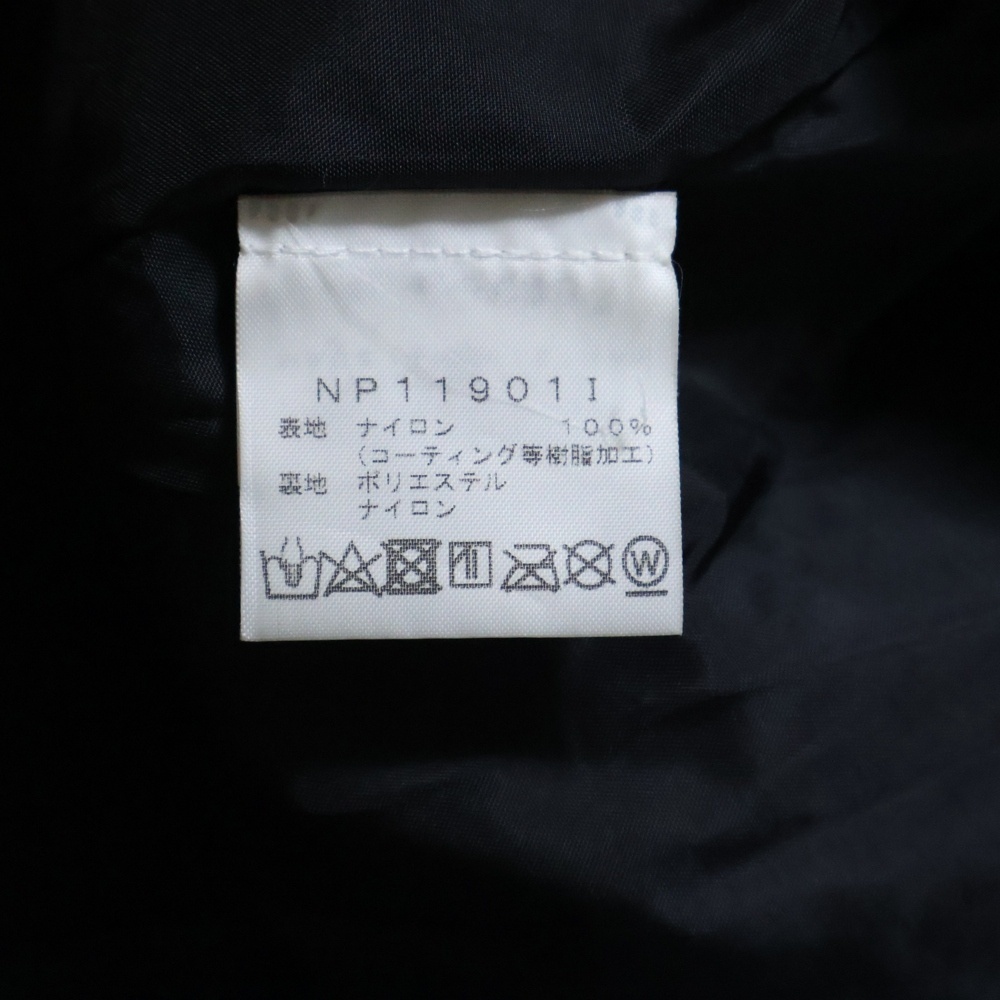 NP11901I
表地 ナイロン 100%
(コーティング等樹脂加工)
裏地 ポリエステル
ナイロン
W